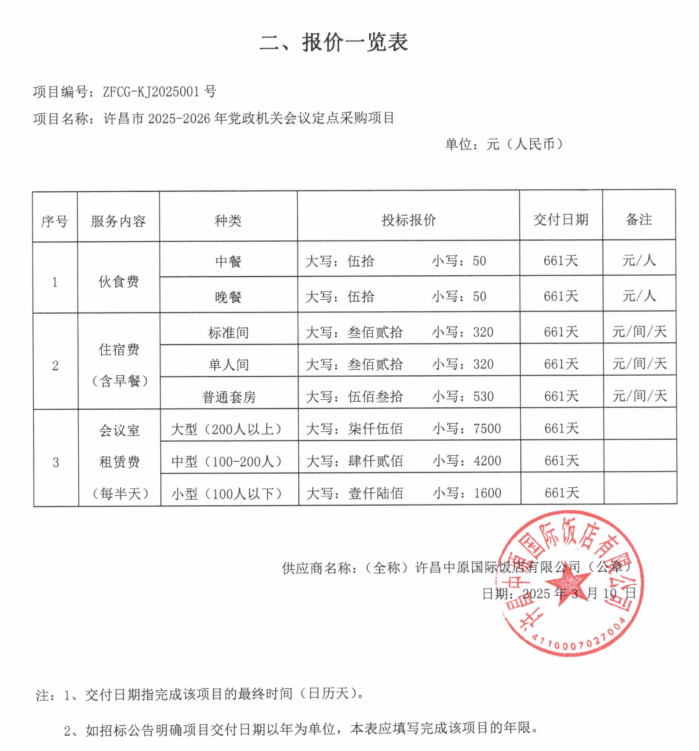 二、报价一览表
项目编号：ZFCG-KJ2025001 号
项目名称：许昌市 2025-2026 年党政机关会议定点采购项目
单位：元（人民币）
序号 服务内容 种类 投标报价 交付日期 备注
1 伙食费 中餐 大写：伍拾 小写：50 661天 元/人
晚餐 大写：伍拾 小写：50 661天 元/人
2 住宿费（含早餐） 标准间 大写：叁佰贰拾 小写：320 661天 元/间/天
单人间 大写：叁佰贰拾 小写：320 661天 元/间/天
普通套房 大写：伍佰叁拾 小写：530 661天 元/间/天
3 会议室租赁费（每半天） 大型（200人以上） 大写：柒仟伍佰 小写：7500 661天
中型（100-200人） 大写：肆仟贰佰 小写：4200 661天
小型（100人以下） 大写：壹仟陆佰 小写：1600 661天
供应商名称：（全称）许昌中原国际饭店有限公司（公章）
日期：2025 年 3 月 10 日
许昌中原国际饭店有限公司
4110007027004
注：1、交付日期指完成该项目的最终时间（日历天）。
2、如招标公告明确项目交付日期以年为单位，本表应填写完成该项目的年限。